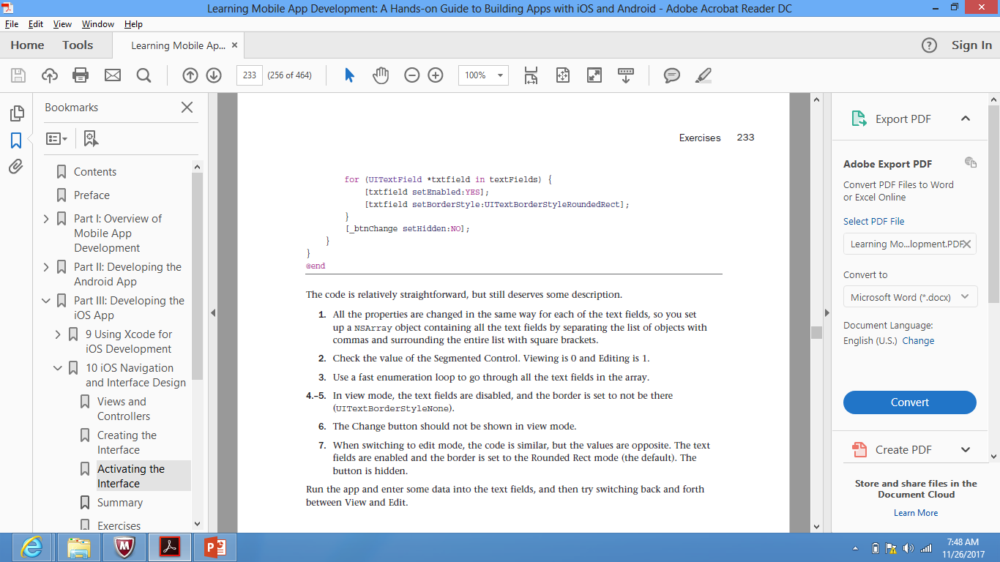 Learning Mobile App Development: A Hands-on Guide to Building Apps with iOS and Android - Adobe Acrobat Reader DC
File Edit View Window Help
Home Tools Learning Mobile Ap... × Sign In
233 (256 of 464) 100%
Bookmarks
Contents
Preface
Part I: Overview of
Mobile App
Development
Part II: Developing the
Android App
Part III: Developing the
iOS App
9 Using Xcode for
iOS Development
10 iOS Navigation
and Interface Design
Views and
Controllers
Creating the
Interface
Activating the
Interface
Summary
Exercises
Exercises 233
for (UITextField *txtfield in textFields) {
[txtfield setEnabled:YES];
[txtfield setBorderStyle:UITextBorderStyleRoundedRect];
}
[_btnChange setHidden:NO];
}
}
@end
The code is relatively straightforward, but still deserves some description.
1. All the properties are changed in the same way for each of the text fields, so you set
up a NSArray object containing all the text fields by separating the list of objects with
commas and surrounding the entire list with square brackets.
2. Check the value of the Segmented Control. Viewing is 0 and Editing is 1.
3. Use a fast enumeration loop to go through all the text fields in the array.
4.–5. In view mode, the text fields are disabled, and the border is set to not be there
(UITextBorderStyleNone).
6. The Change button should not be shown in view mode.
7. When switching to edit mode, the code is similar, but the values are opposite. The text
fields are enabled and the border is set to the Rounded Rect mode (the default). The
button is hidden.
Run the app and enter some data into the text fields, and then try switching back and forth
between View and Edit.
Export PDF
Adobe Export PDF
Convert PDF Files to Word
or Excel Online
Select PDF File
Learning Mo...lopment.PDF
Convert to
Microsoft Word (*.docx)
Document Language:
English (U.S.) Change
Convert
Create PDF
Store and share files in the
Document Cloud
Learn More
7:48 AM
11/26/2017